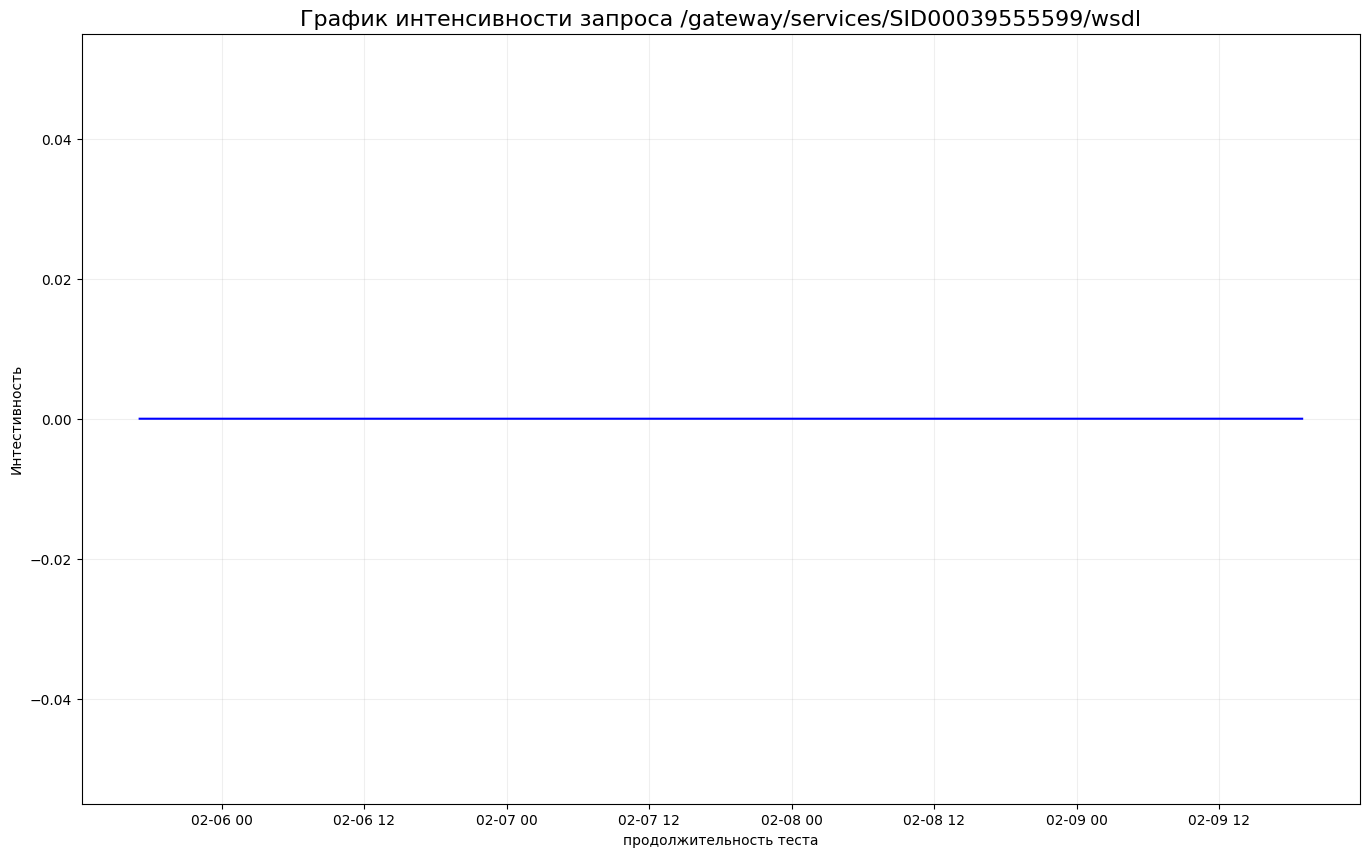 График интенсивности запроса /gateway/services/SID00039555599/wsdl
0.04
0.02
0.00
−0.02
−0.04
Интестивность
02-06 00 02-06 12 02-07 00 02-07 12 02-08 00 02-08 12 02-09 00 02-09 12
продолжительность теста